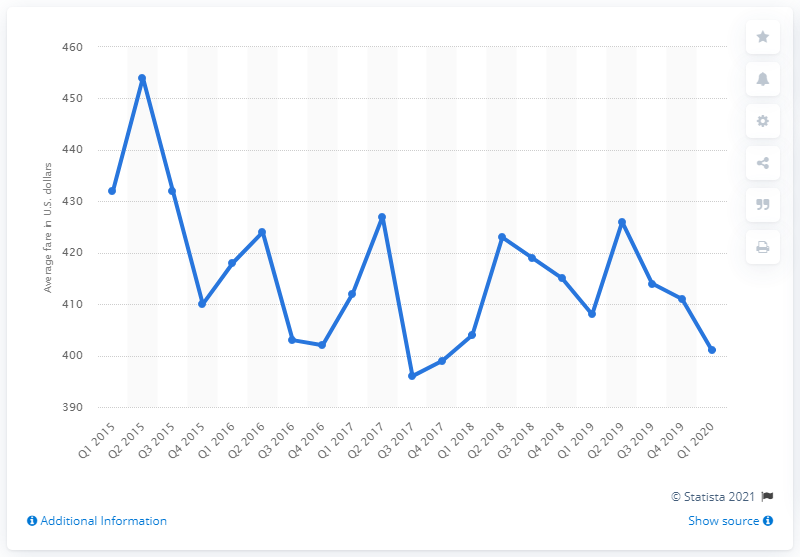 460
450
440
430
420
410
400
390
Average fare in U.S. dollars
Q1 2015
Q2 2015
Q3 2015
Q4 2015
Q1 2016
Q2 2016
Q3 2016
Q4 2016
Q1 2017
Q2 2017
Q3 2017
Q4 2017
Q1 2018
Q2 2018
Q3 2018
Q4 2018
Q1 2019
Q2 2019
Q3 2019
Q4 2019
Q1 2020
© Statista 2021
Additional Information
Show source